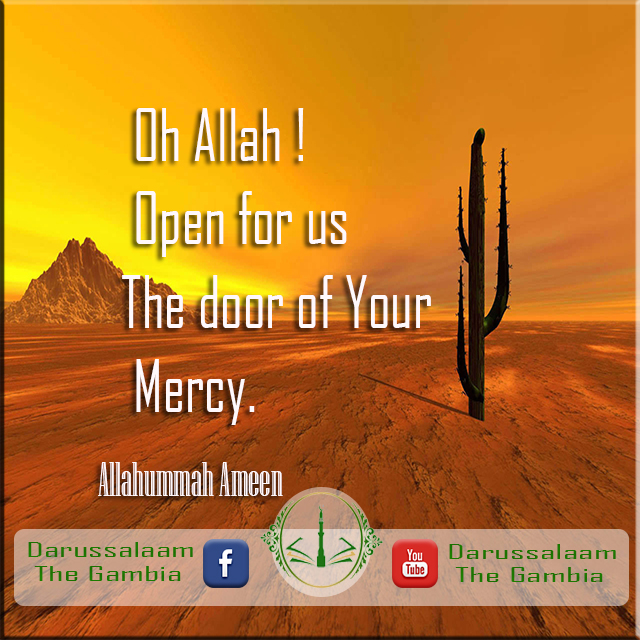 Oh Allah !
Open for us
The door of Your
Mercy.
Allahummah Ameen
Darussalaam
The Gambia
f
You
Tube
Darussalaam
The Gambia